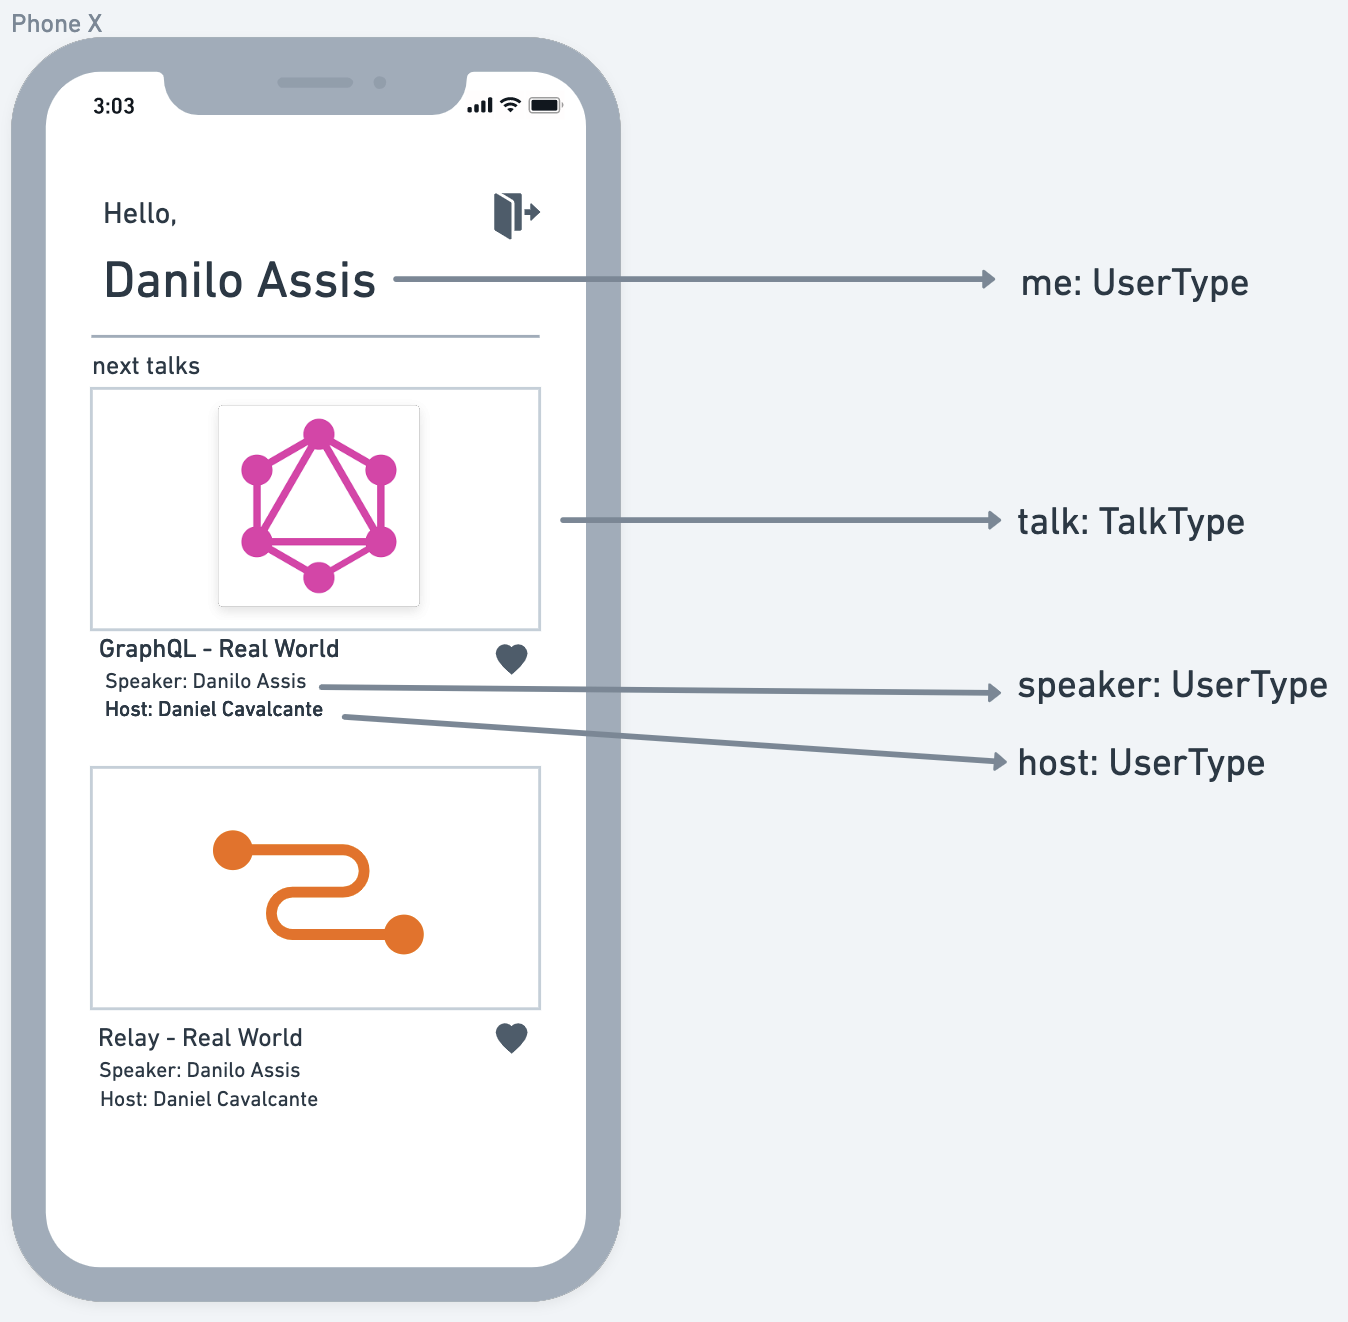 Phone X
3:03
Hello,
Danilo Assis
me: UserType
next talks
talk: TalkType
GraphQL - Real World
Speaker: Danilo Assis
speaker: UserType
Host: Daniel Cavalcante
host: UserType
Relay - Real World
Speaker: Danilo Assis
Host: Daniel Cavalcante